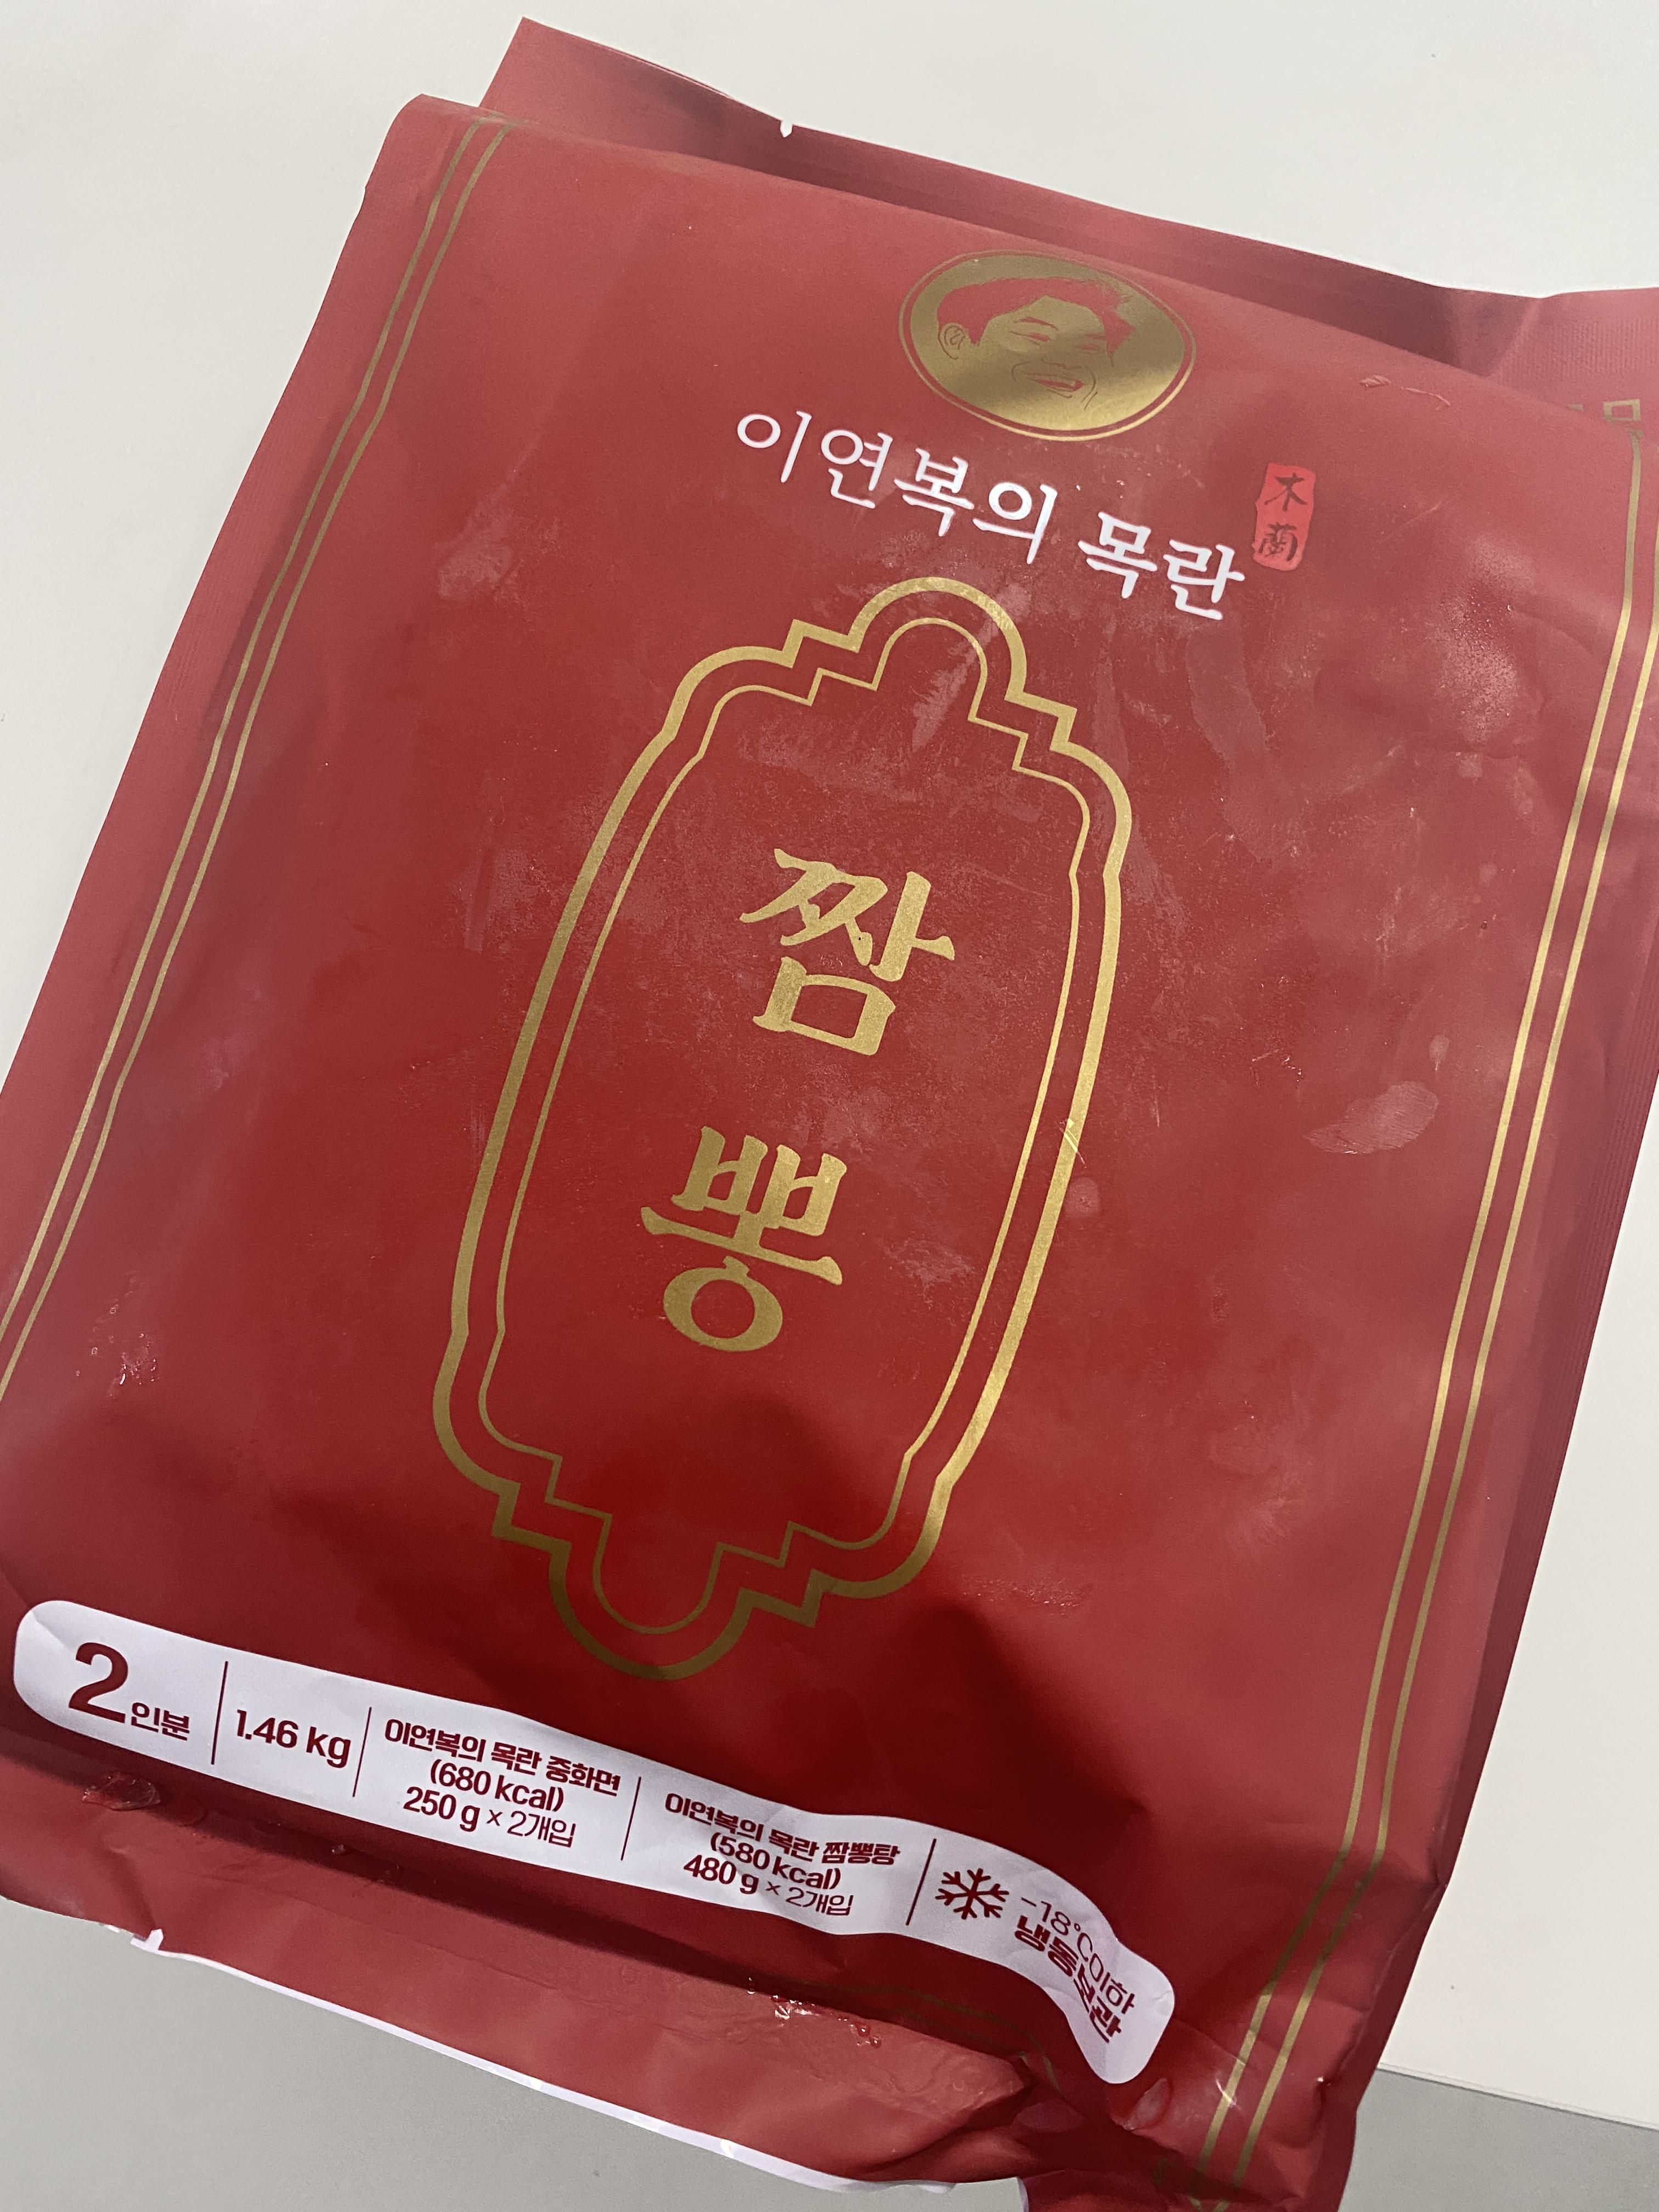 이연복의 목란
木
蘭
짬
뽕
2인분
1.46 kg
이연복의 목란 중화면
(680 kcal)
250 g × 2개입
이연복의 목란 짬뽕탕
(580 kcal)
480 g × 2개입
-18℃이하
냉동보관